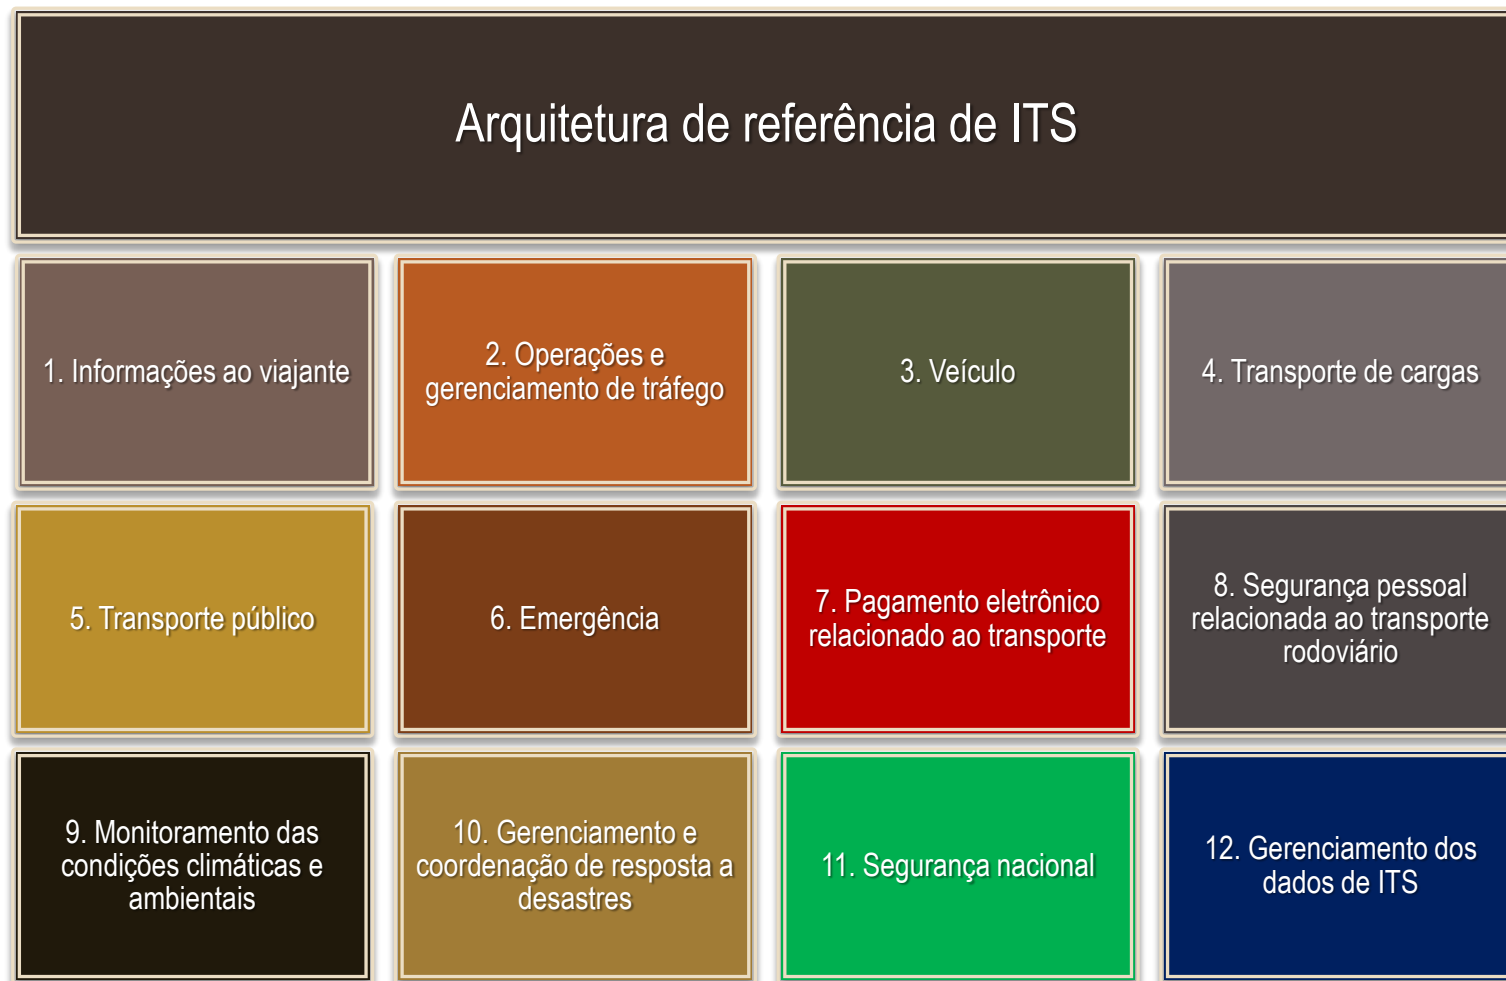 Arquitetura de referência de ITS
1. Informações ao viajante
2. Operações e
gerenciamento de tráfego
3. Veículo
4. Transporte de cargas
5. Transporte público
6. Emergência
7. Pagamento eletrônico
relacionado ao transporte
8. Segurança pessoal
relacionada ao transporte
rodoviário
9. Monitoramento das
condições climáticas e
ambientais
10. Gerenciamento e
coordenação de resposta a
desastres
11. Segurança nacional
12. Gerenciamento dos
dados de ITS